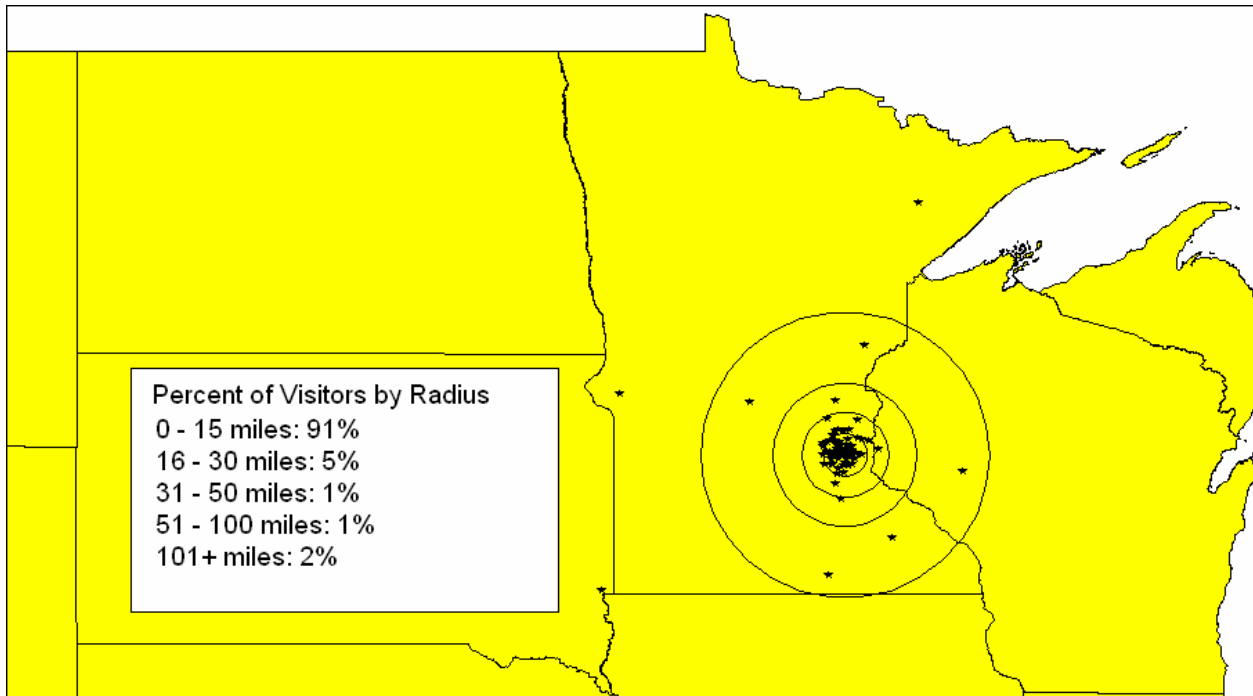 Percent of Visitors by Radius
0 - 15 miles: 91%
16 - 30 miles: 5%
31 - 50 miles: 1%
51 - 100 miles: 1%
101+ miles: 2%